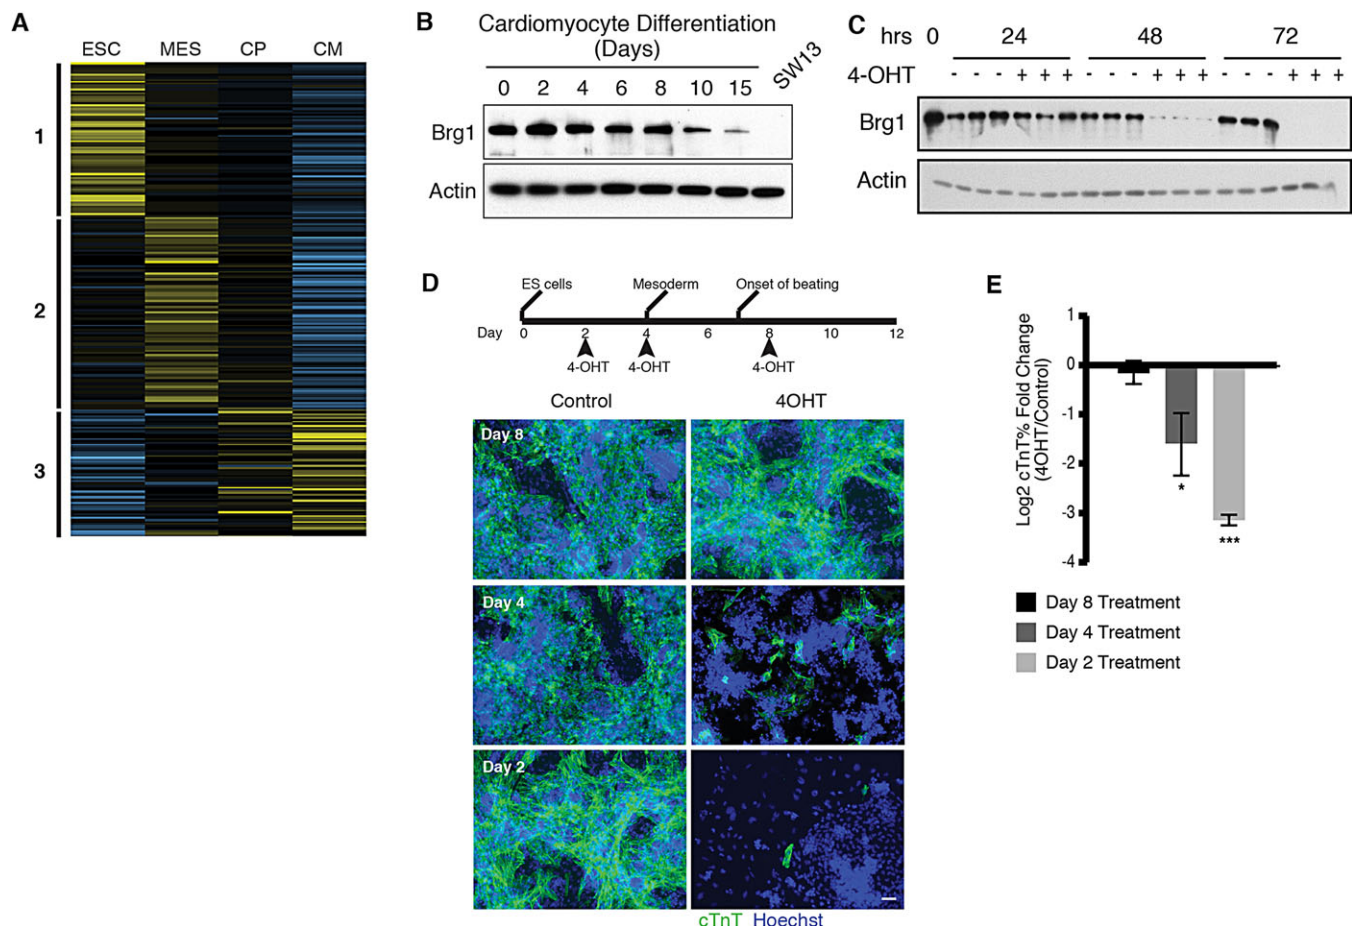 A
ESC MES CP CM
1
2
3
B
Cardiomyocyte Differentiation
(Days)
0 2 4 6 8 10 15 SW13
Brg1
Actin
C
hrs 0 24 48 72
4-OHT - - - + + + - - - + + + - - - + + +
Brg1
Actin
D
ES cells Mesoderm Onset of beating
Day 0 2 4 6 8 10 12
4-OHT 4-OHT 4-OHT
Control 4OHT
Day 8
Day 4
Day 2
cTnT Hoechst
E
Log2 cTnT% Fold Change
(4OHT/Control)
1
0
-1
-2
-3
-4
*
***
Day 8 Treatment
Day 4 Treatment
Day 2 Treatment